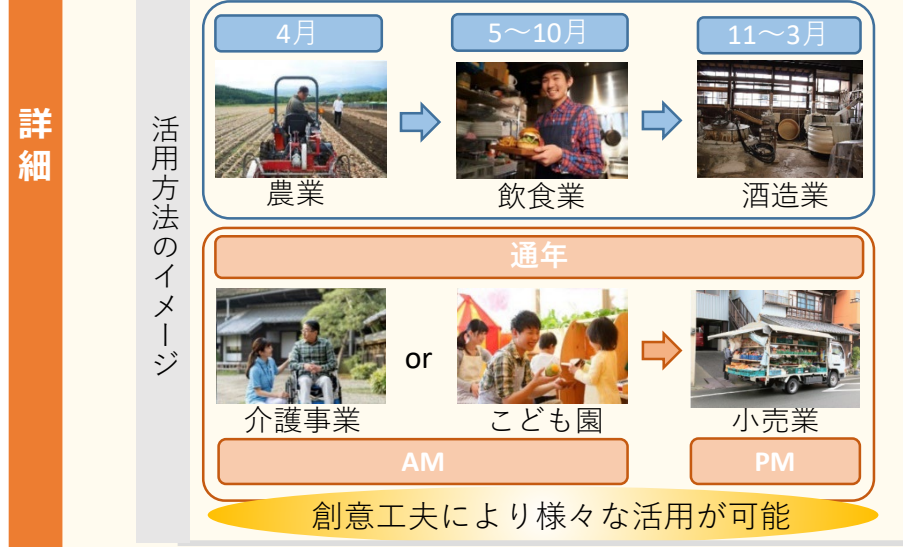 詳細
活用方法のイメージ
4月
5～10月
11～3月
農業
飲食業
酒造業
通年
or
介護事業
こども園
小売業
AM
PM
創意工夫により様々な活用が可能